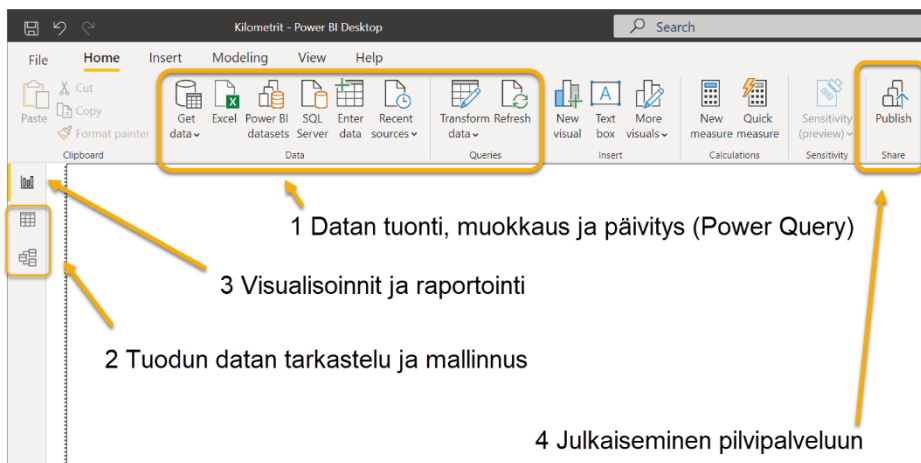 Kilometrit - Power BI Desktop
Search
File Home Insert Modeling View Help
Paste
Cut
Copy
Format painter
Clipboard
Get data
Excel
Power BI datasets
SQL Server
Enter data
Recent sources
Data
Transform data
Refresh
Queries
New visual
Text box
More visuals
Insert
New measure
Quick measure
Calculations
Sensitivity (preview)
Sensitivity
Publish
Share
A
1 Datan tuonti, muokkaus ja päivitys (Power Query)
3 Visualisoinnit ja raportointi
2 Tuodun datan tarkastelu ja mallinnus
4 Julkaiseminen pilvipalveluun